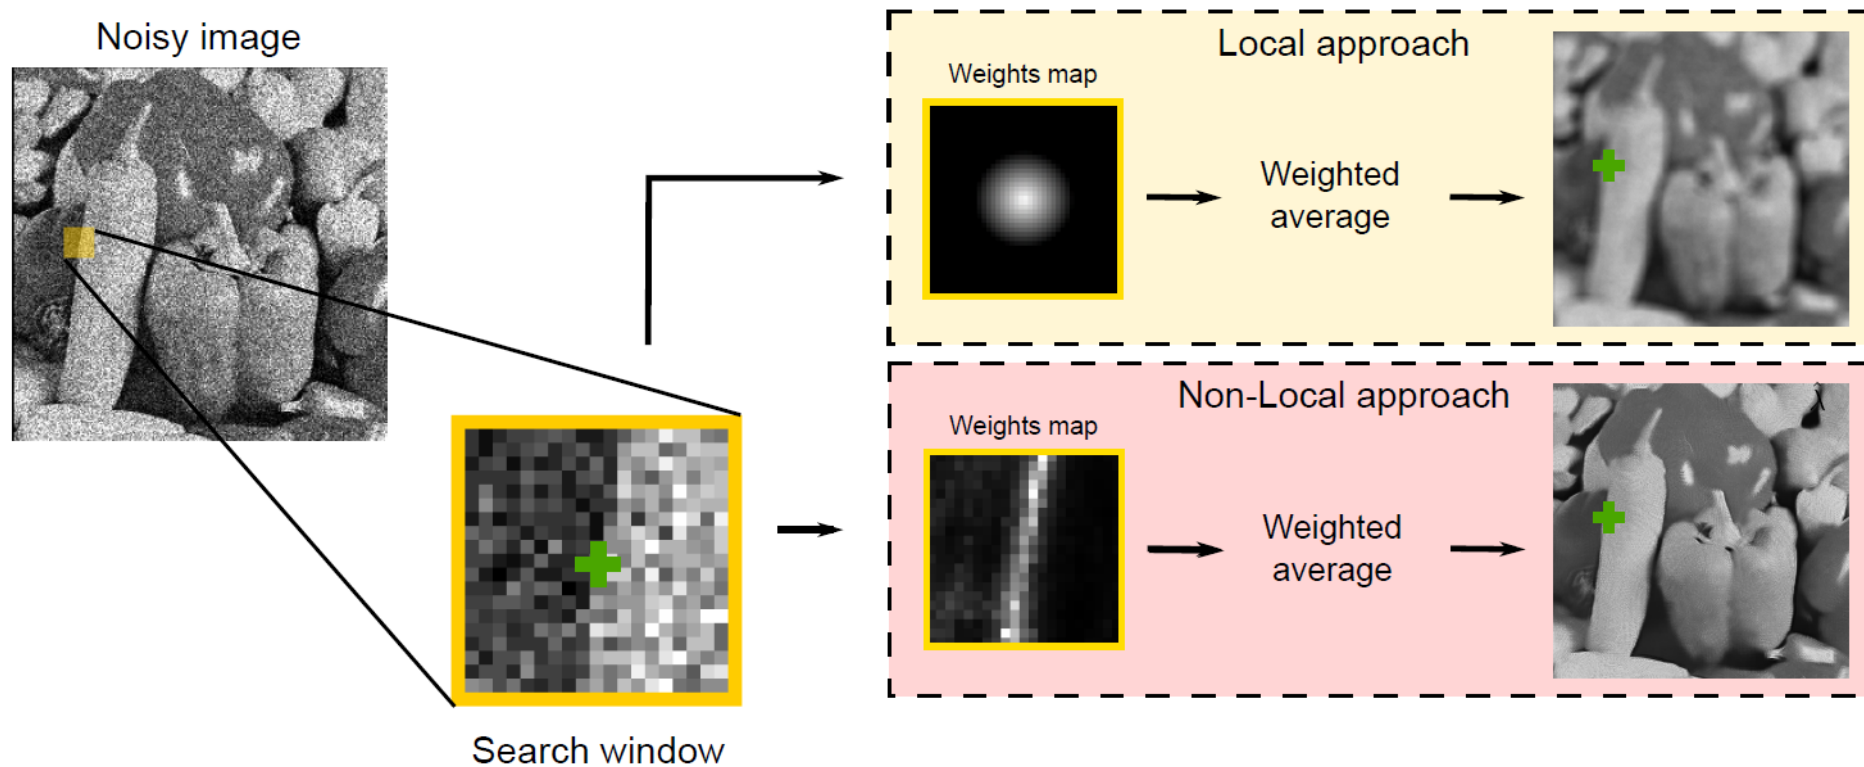 Noisy image
Search window
Local approach
Weights map
Weighted
average
Non-Local approach
Weights map
Weighted
average